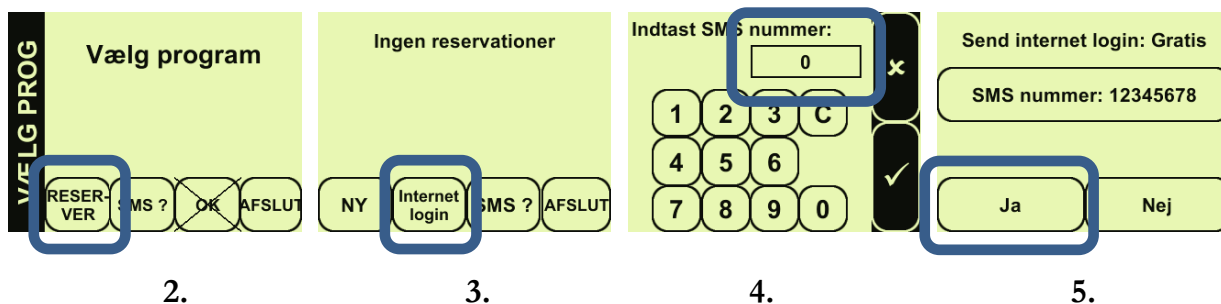 VÆLG PROG
Vælg program
RESER-
VER
SMS ?
OK
AFSLUT
2.
Ingen reservationer
NY
Internet
login
SMS ?
AFSLUT
3.
Indtast SMS nummer:
0
1 2 3 C
4 5 6
7 8 9 0
4.
Send internet login: Gratis
SMS nummer: 12345678
Ja
Nej
5.